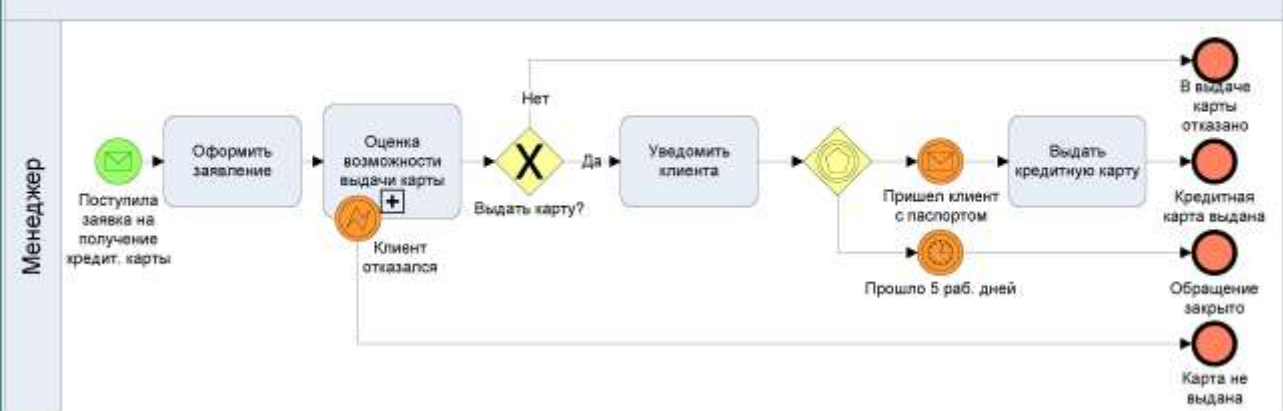 Менеджер
Поступила
заявка на
получение
кредит. карты
Оформить
заявление
Оценка
возможности
выдачи карты
Клиент
отказался
Нет
X
Да
Выдать карту?
Уведомить
клиента
Пришел клиент
с паспортом
Прошло 5 раб. дней
Выдать
кредитную карту
В выдаче
карты
отказано
Кредитная
карта выдана
Обращение
закрыто
Карта не
выдана